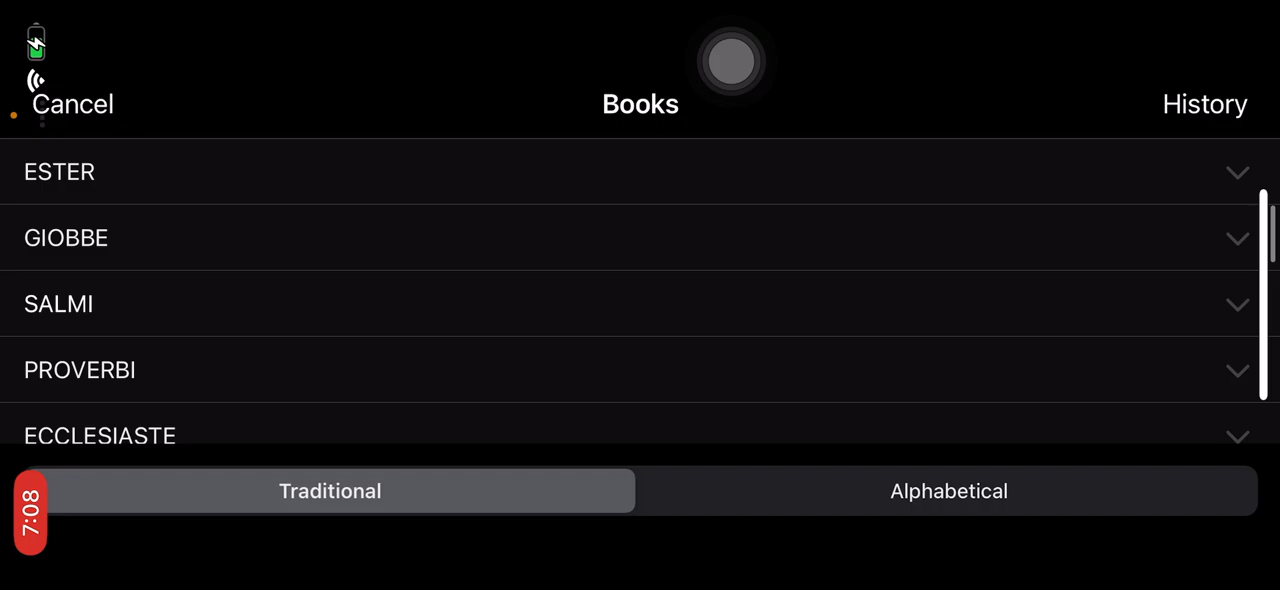 Cancel Books History
ESTER
GIOBBE
SALMI
PROVERBI
ECCLESIASTE
Traditional Alphabetical
7:08